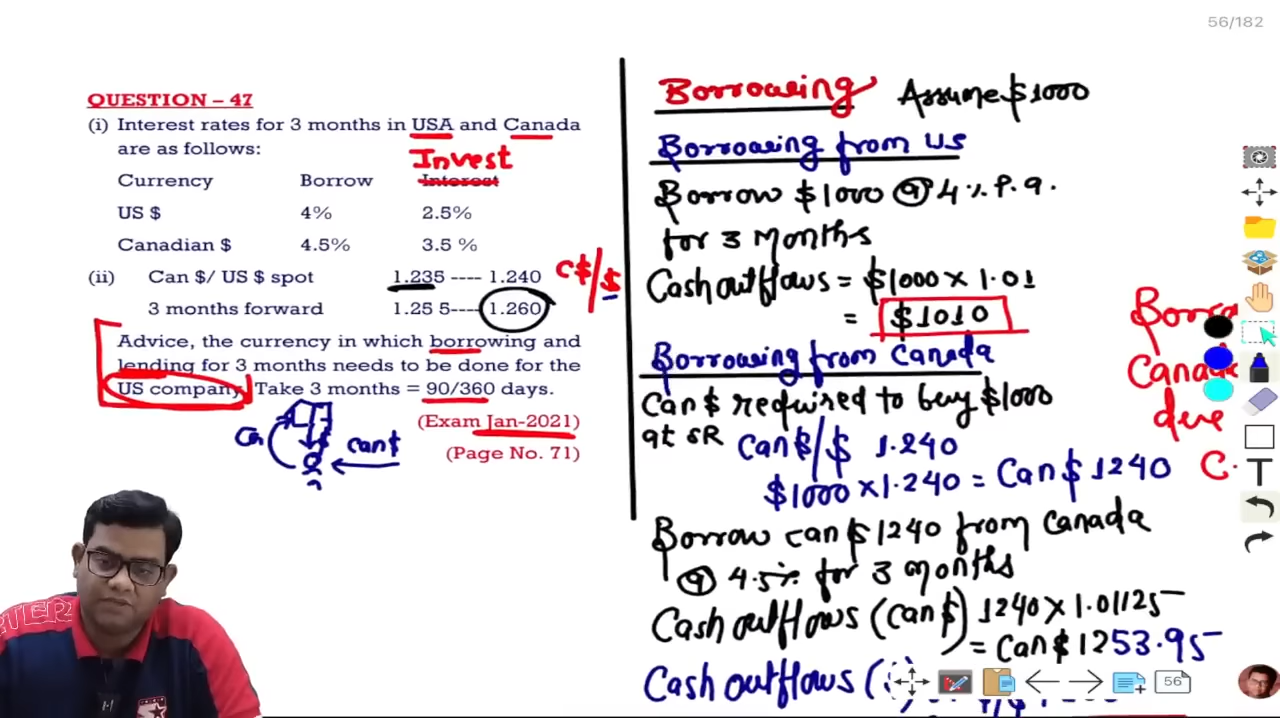 56/182
QUESTION – 47
(i) Interest rates for 3 months in USA and Canada
are as follows:
Invest
Currency Borrow Interest
US $ 4% 2.5%
Canadian $ 4.5% 3.5 %
(ii) Can $/ US $ spot 1.235 ---- 1.240 C$/$
3 months forward 1.25 5---- 1.260
Advice, the currency in which borrowing and
lending for 3 months needs to be done for the
US company. Take 3 months = 90/360 days.
(Exam Jan-2021)
(Page No. 71)
can$
Borrowing Assume $1000
Borrowing from US
Borrow $1000 @ 4% P.a.
for 3 Months
Cash outflows = $1000 × 1.01
= $1010
Borrowing from Canada
Can$ required to buy $1000
at SR Can$/$ 1.240
$1000 × 1.240 = Can$ 1240
Borrow can $ 1240 from Canada
@ 4.5% for 3 months
Cash outflows (can$) 1240 × 1.01125
= Can$ 1253.95
Cash outflows (
due
T
56